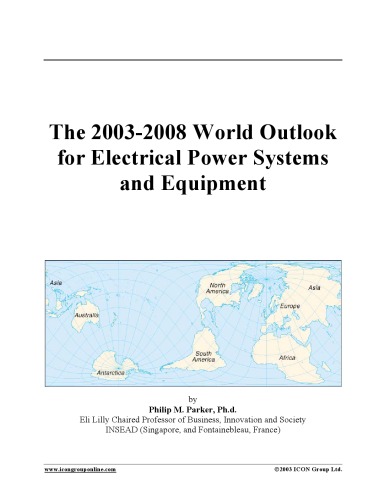 The 2003-2008 World Outlook
for Electrical Power Systems
and Equipment
Asia
North
America
Asia
Europe
Australia
South
America
Africa
Antarctica
by
Philip M. Parker, Ph.d.
Eli Lilly Chaired Professor of Business, Innovation and Society
INSEAD (Singapore, and Fontainebleau, France)
www.icongrouponline.com ©2003 ICON Group Ltd.